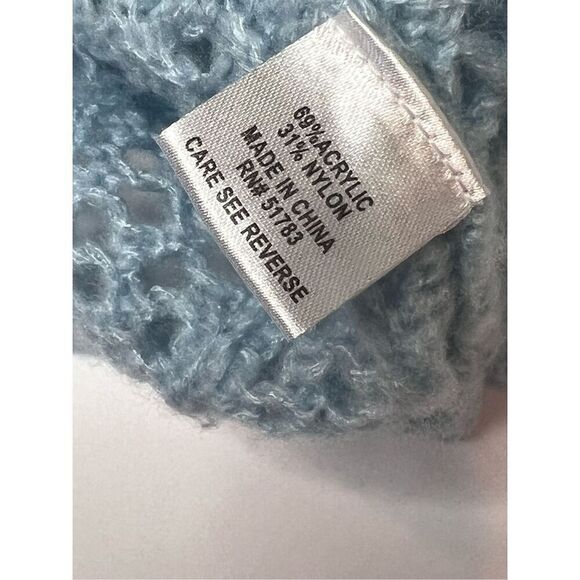 69%ACRYLIC
31% NYLON
MADE IN CHINA
RN# 51783
CARE SEE REVERSE